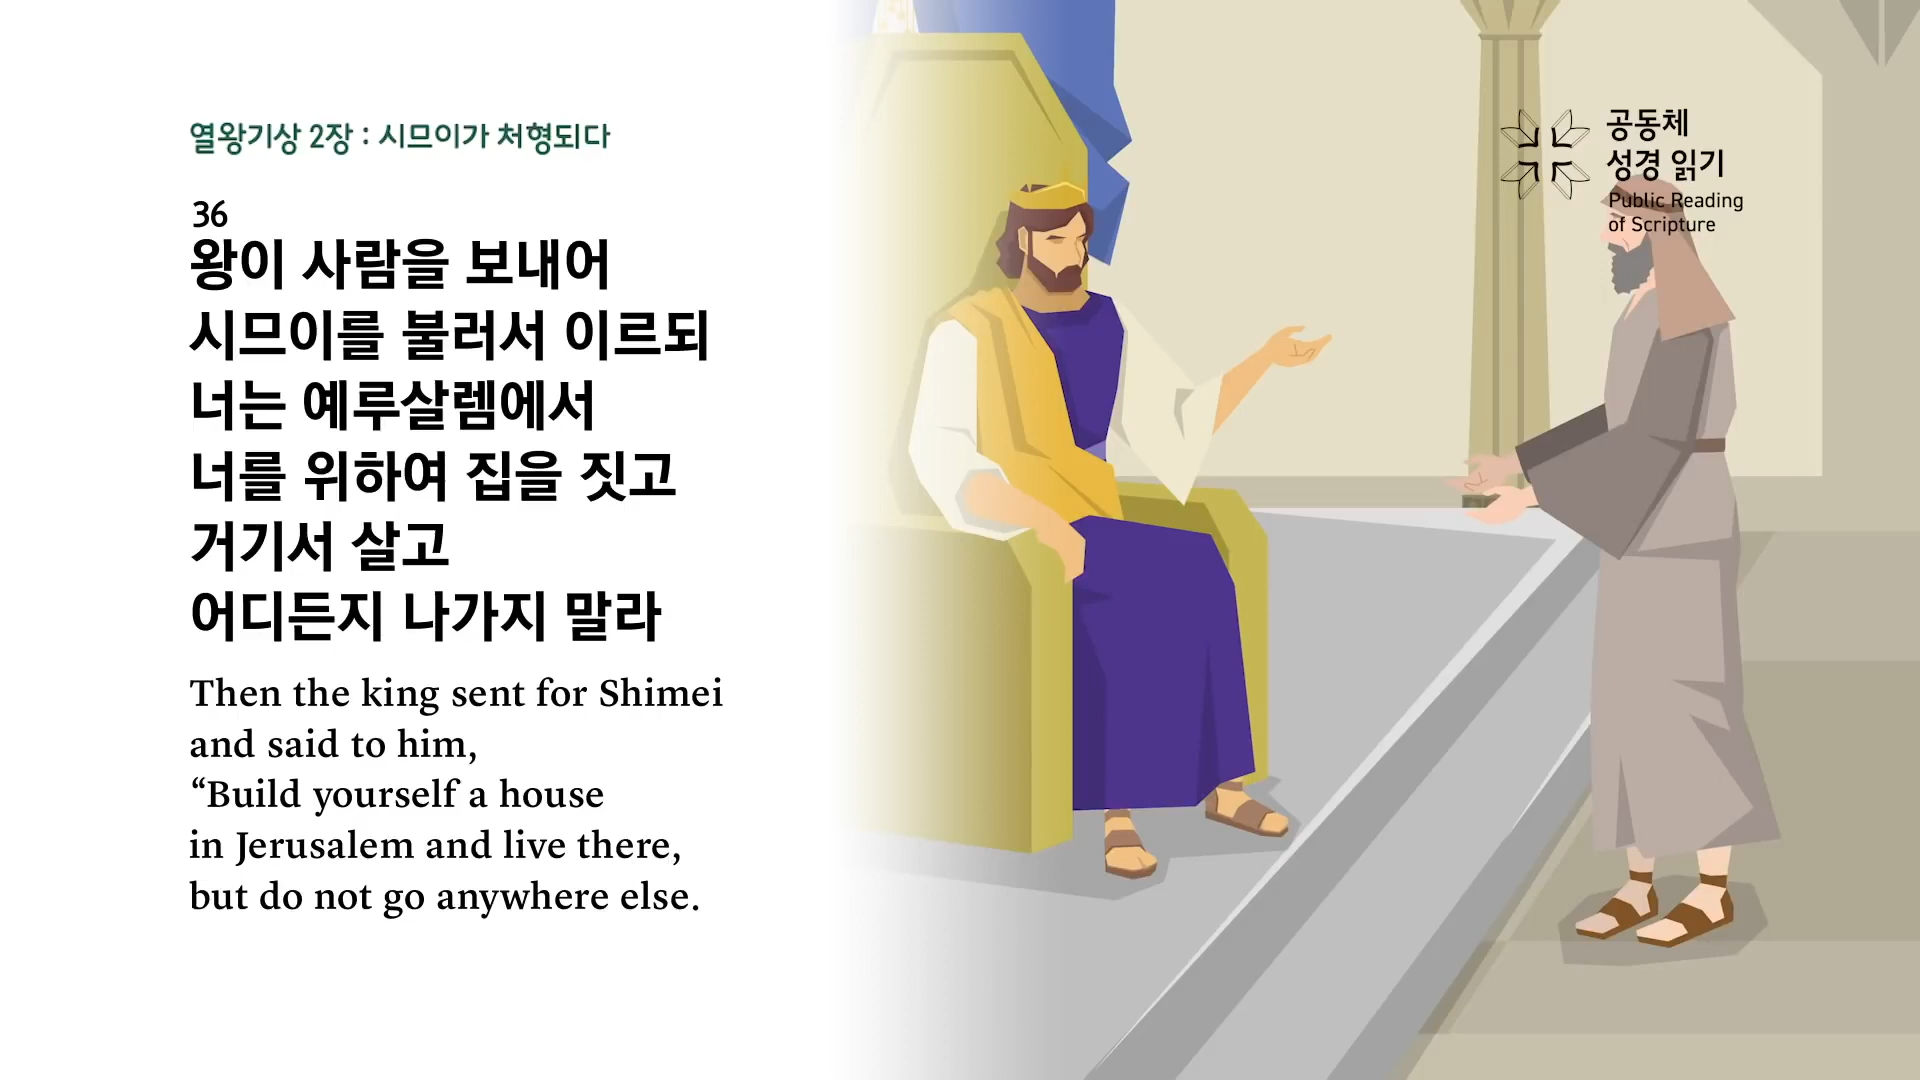 열왕기상 2장 : 시므이가 처형되다
36
왕이 사람을 보내어
시므이를 불러서 이르되
너는 예루살렘에서
너를 위하여 집을 짓고
거기서 살고
어디든지 나가지 말라
Then the king sent for Shimei
and said to him,
“Build yourself a house
in Jerusalem and live there,
but do not go anywhere else.
공동체
성경 읽기
Public Reading
of Scripture